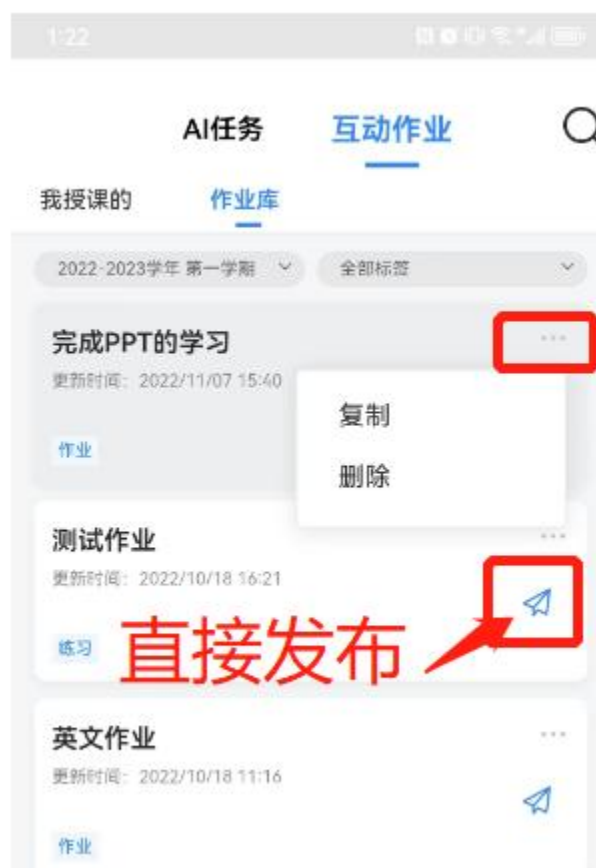 1:22
AI任务 互动作业
我授课的 作业库
2022-2023学年 第一学期 全部标签
完成PPT的学习
更新时间：2022/11/07 15:40
复制
作业
删除
测试作业
更新时间：2022/10/18 16:21
直接发布
练习
英文作业
更新时间：2022/10/18 11:16
作业